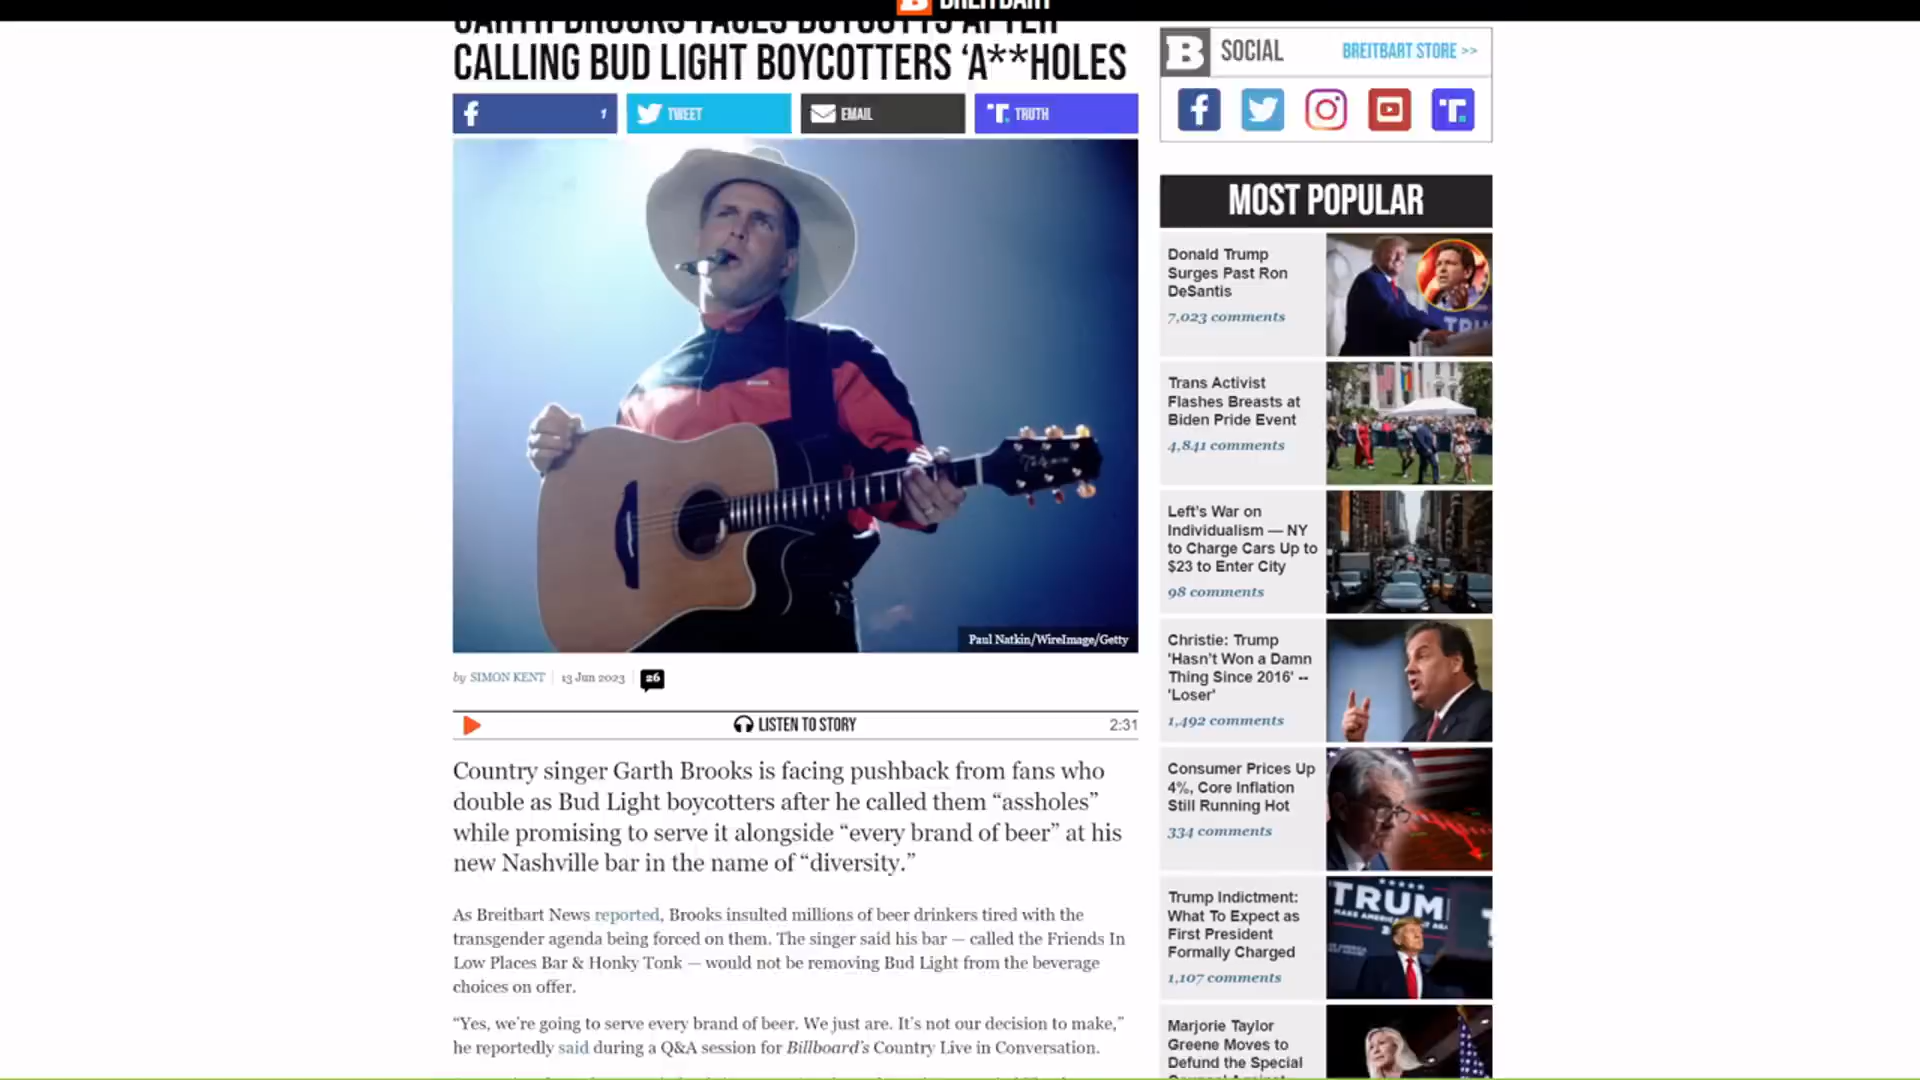 BREITBART
GARTH BROOKS FACES BOYCOTTS AFTER
CALLING BUD LIGHT BOYCOTTERS ‘A**HOLES
1
TWEET
EMAIL
TRUTH
Paul Natkin/WireImage/Getty
by SIMON KENT 13 Jun 2023 26
LISTEN TO STORY 2:31
Country singer Garth Brooks is facing pushback from fans who
double as Bud Light boycotters after he called them “assholes”
while promising to serve it alongside “every brand of beer” at his
new Nashville bar in the name of “diversity.”
As Breitbart News reported, Brooks insulted millions of beer drinkers tired with the
transgender agenda being forced on them. The singer said his bar — called the Friends In
Low Places Bar & Honky Tonk — would not be removing Bud Light from the beverage
choices on offer.
“Yes, we’re going to serve every brand of beer. We just are. It’s not our decision to make,”
he reportedly said during a Q&A session for Billboard’s Country Live in Conversation.
B SOCIAL BREITBART STORE >>
MOST POPULAR
Donald Trump
Surges Past Ron
DeSantis
7,023 comments
Trans Activist
Flashes Breasts at
Biden Pride Event
4,841 comments
Left’s War on
Individualism — NY
to Charge Cars Up to
$23 to Enter City
98 comments
Christie: Trump
'Hasn’t Won a Damn
Thing Since 2016' --
'Loser'
1,492 comments
Consumer Prices Up
4%, Core Inflation
Still Running Hot
334 comments
Trump Indictment:
What To Expect as
First President
Formally Charged
1,107 comments
TRUM
Marjorie Taylor
Greene Moves to
Defund the Special